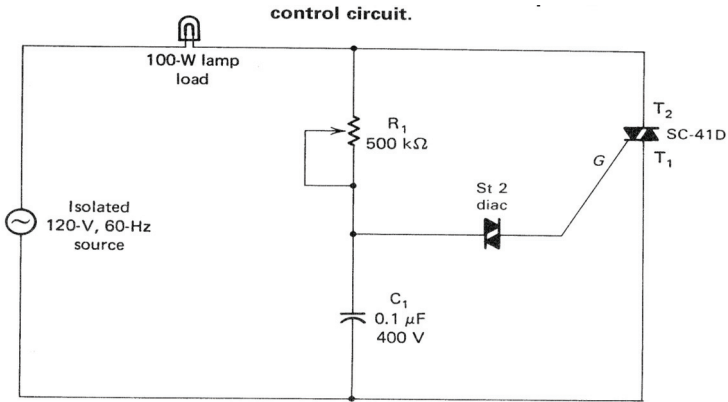 control circuit.
100-W lamp
load
R₁
500 kΩ
T₂
SC-41D
T₁
G
St 2
diac
Isolated
120-V, 60-Hz
source
C₁
0.1 μF
400 V